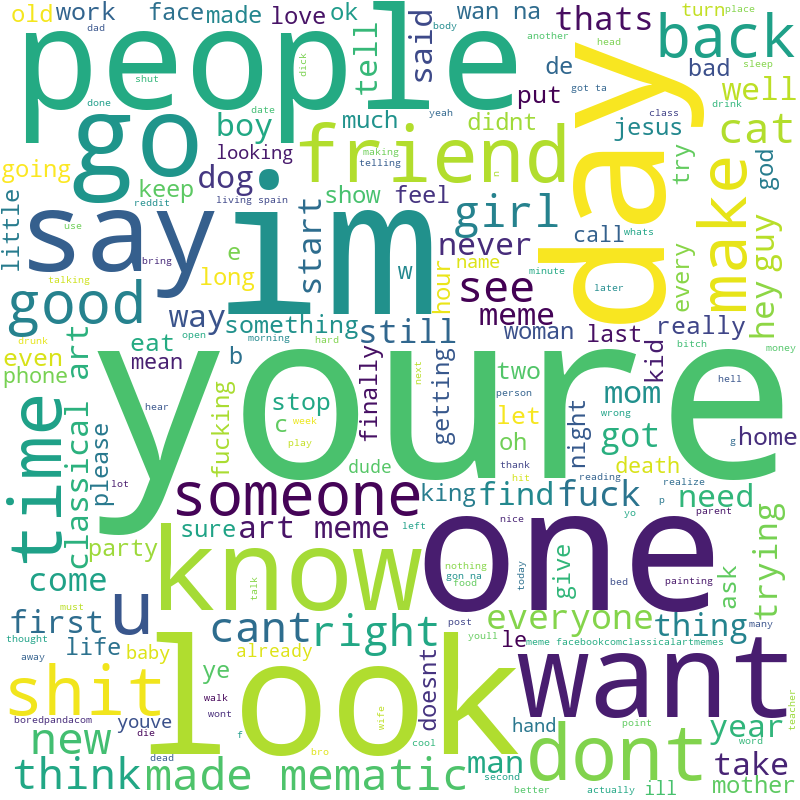 old work face made love ok wan na thats turn place
dad body another head
people tell said de bad back
shut dick put sleep
done date yeah got ta class drink
go boy much didnt jesus well cat
looking making telling
going friend day try god
keep dog show feel
reddit living spain c whats
little say im start girl call make hey guy
use e w never name every
bring long hour minute later
talking see
good way something meme woman last really
open morning hard still bitch money
drunk even eat b two kid
phone mean youre mom hell
classical art hear stop next person let got
finally getting wrong night g home
time please fucking week c play oh
lot dude thank death
someone king find fuck need
hit reading realize p parent
sure art meme left nice yo
party know one trying
come nothing gon na today bed painting
talk food give ask
u first cant right everyone thing
must post youll meme facebookcomclassicalartmemes many
thought life baby already le
away ye doesnt want teacher
shit look
walk wife
boredpandacom youve wont hand point year
new die f cool dont word
dead bro man take
think made mematic second better actually ill mother